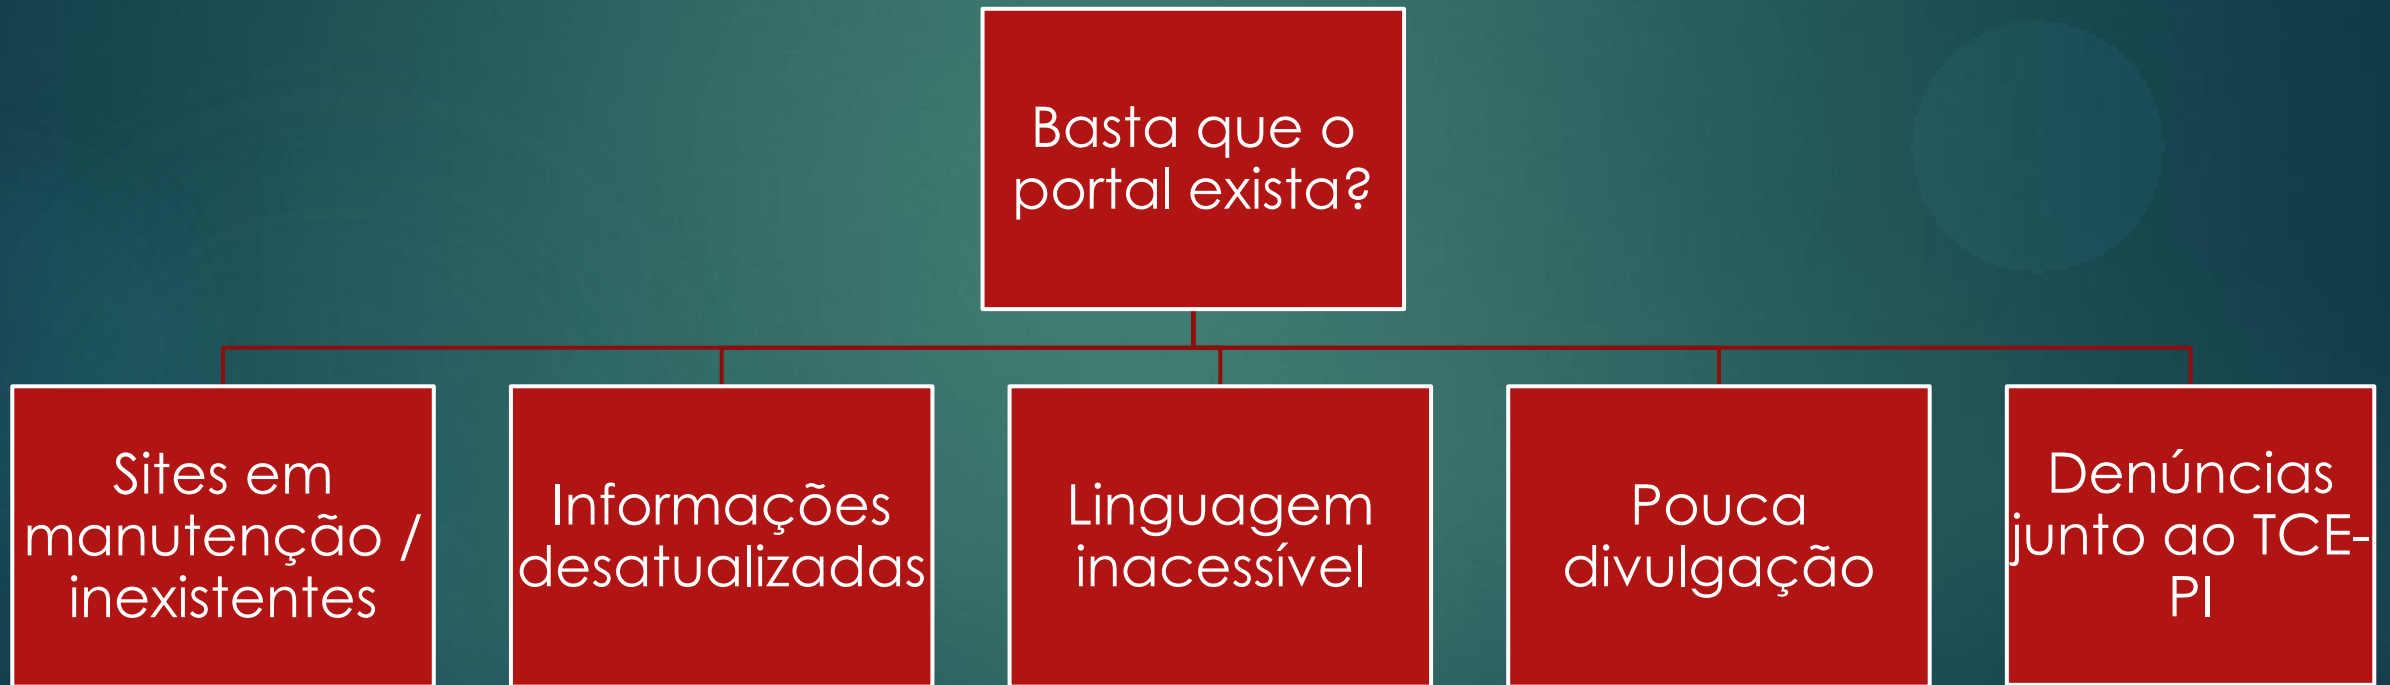 Basta que o
portal exista?
Sites em
manutenção /
inexistentes
Informações
desatualizadas
Linguagem
inacessível
Pouca
divulgação
Denúncias
junto ao TCE-
PI